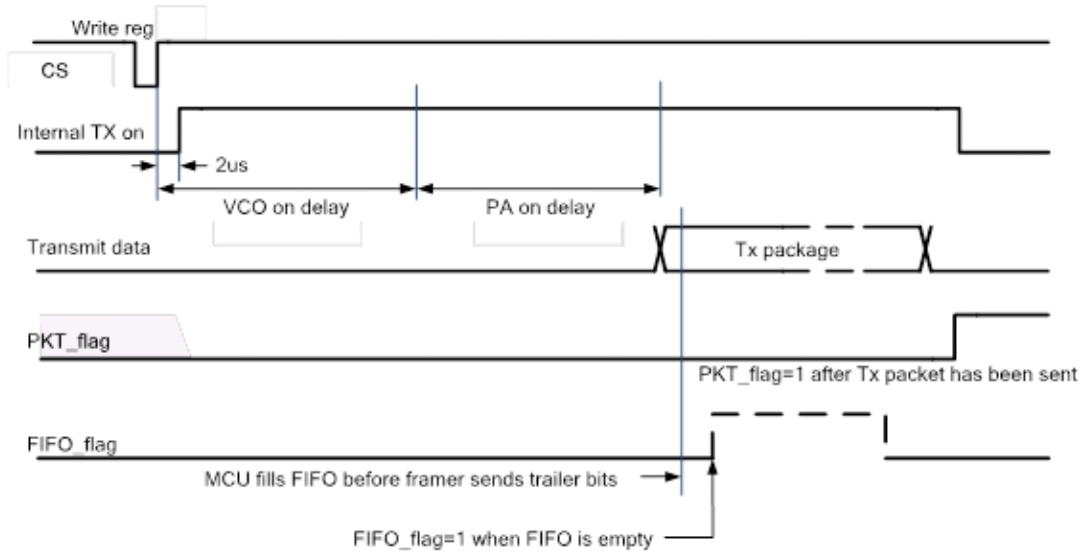 Write reg
CS
Internal TX on
2us
VCO on delay
PA on delay
Transmit data
Tx package
PKT_flag
PKT_flag=1 after Tx packet has been sent
FIFO_flag
MCU fills FIFO before framer sends trailer bits
FIFO_flag=1 when FIFO is empty